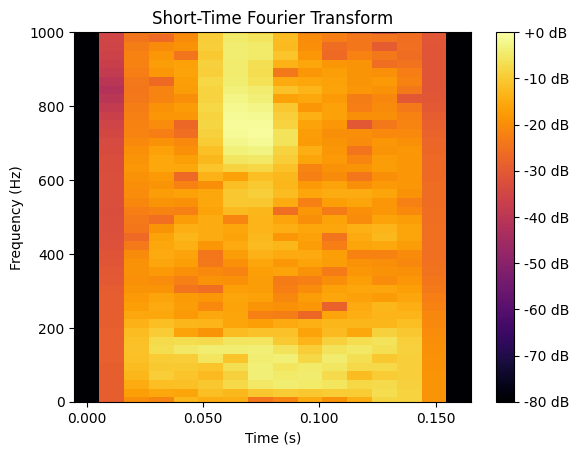 Short-Time Fourier Transform
Frequency (Hz)
1000
800
600
400
200
0
0.000
0.050
0.100
0.150
Time (s)
+0 dB
-10 dB
-20 dB
-30 dB
-40 dB
-50 dB
-60 dB
-70 dB
-80 dB